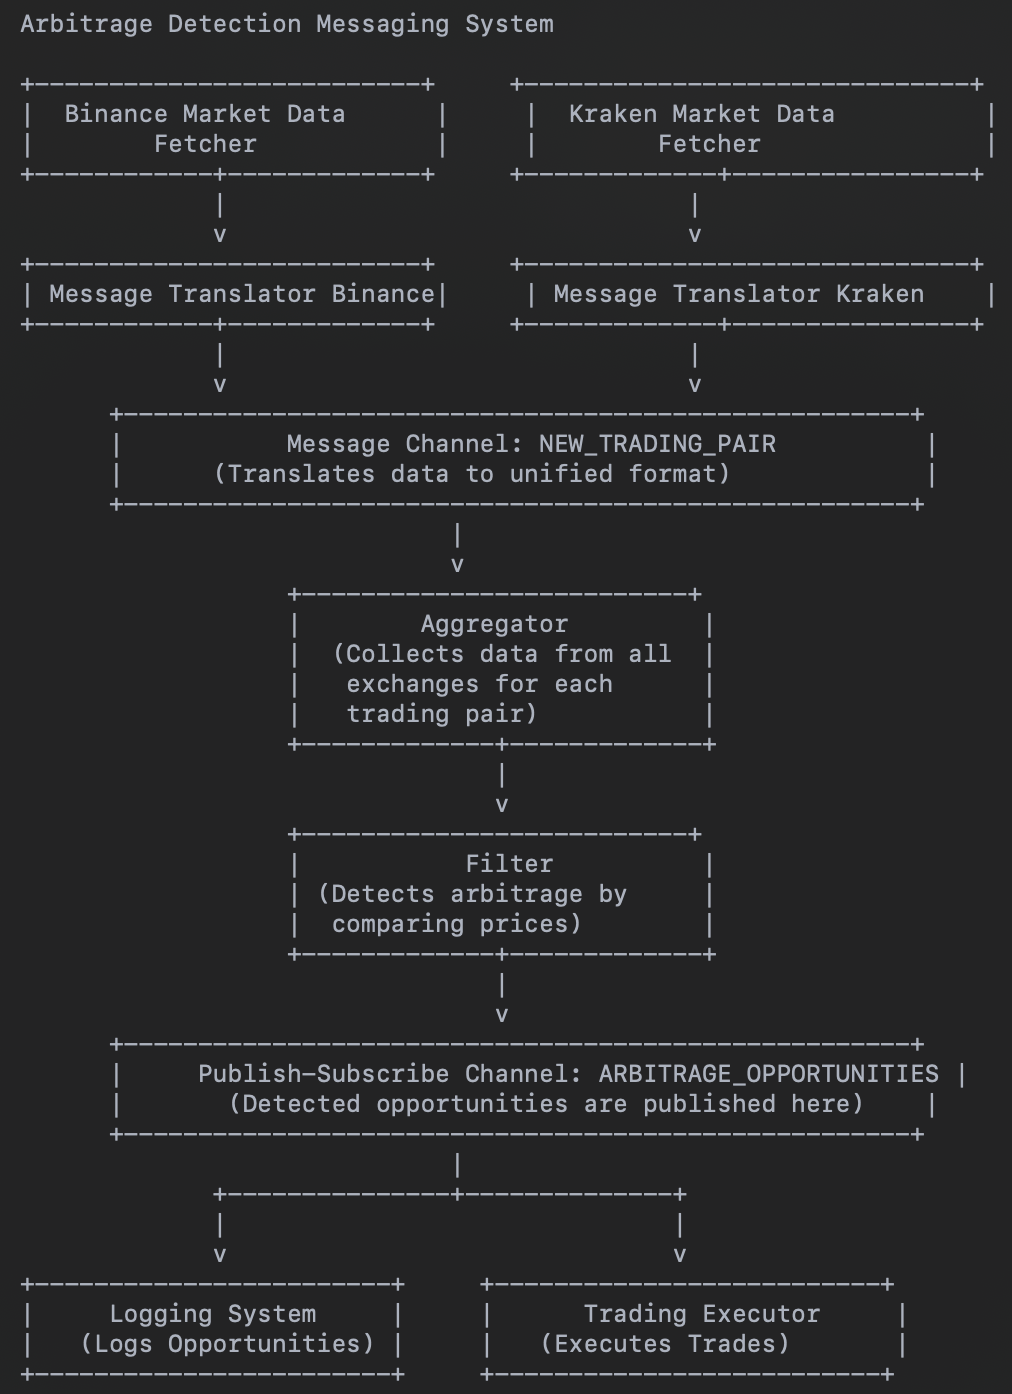 Arbitrage Detection Messaging System
Binance Market Data
Fetcher
Kraken Market Data
Fetcher
v
v
Message Translator Binance
Message Translator Kraken
v
v
Message Channel: NEW_TRADING_PAIR
(Translates data to unified format)
v
Aggregator
(Collects data from all
exchanges for each
trading pair)
v
Filter
(Detects arbitrage by
comparing prices)
v
Publish-Subscribe Channel: ARBITRAGE_OPPORTUNITIES
(Detected opportunities are published here)
v
v
Logging System
(Logs Opportunities)
Trading Executor
(Executes Trades)